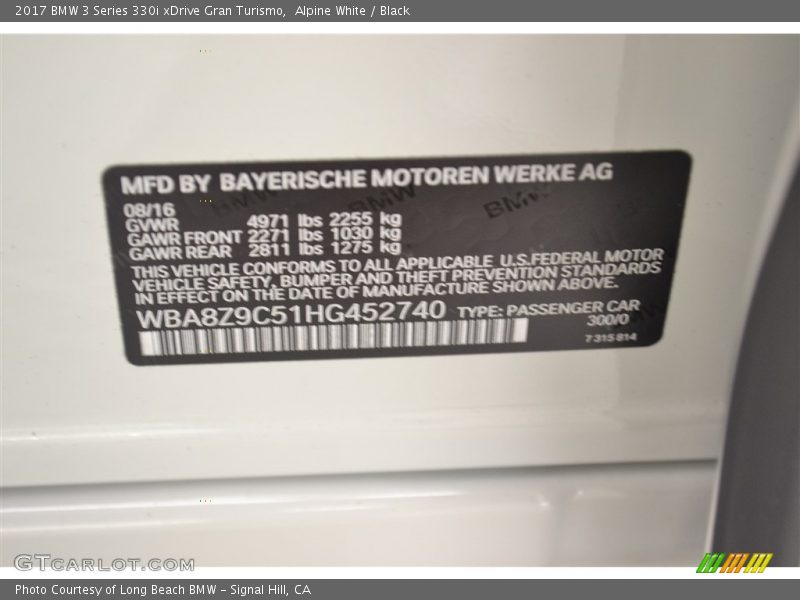 2017 BMW 3 Series 330i xDrive Gran Turismo,  Alpine White / Black
MFD BY BAYERISCHE MOTOREN WERKE AG
08/16
GVWR 4971 lbs 2255 kg
GAWR FRONT 2271 lbs 1030 kg
GAWR REAR 2811 lbs 1275 kg
THIS VEHICLE CONFORMS TO ALL APPLICABLE U.S.FEDERAL MOTOR
VEHICLE SAFETY, BUMPER AND THEFT PREVENTION STANDARDS
IN EFFECT ON THE DATE OF MANUFACTURE SHOWN ABOVE.
WBA8Z9C51HG452740 TYPE: PASSENGER CAR
300/0
7 315 814
GTCARLOT.COM
Photo Courtesy of Long Beach BMW - Signal Hill, CA